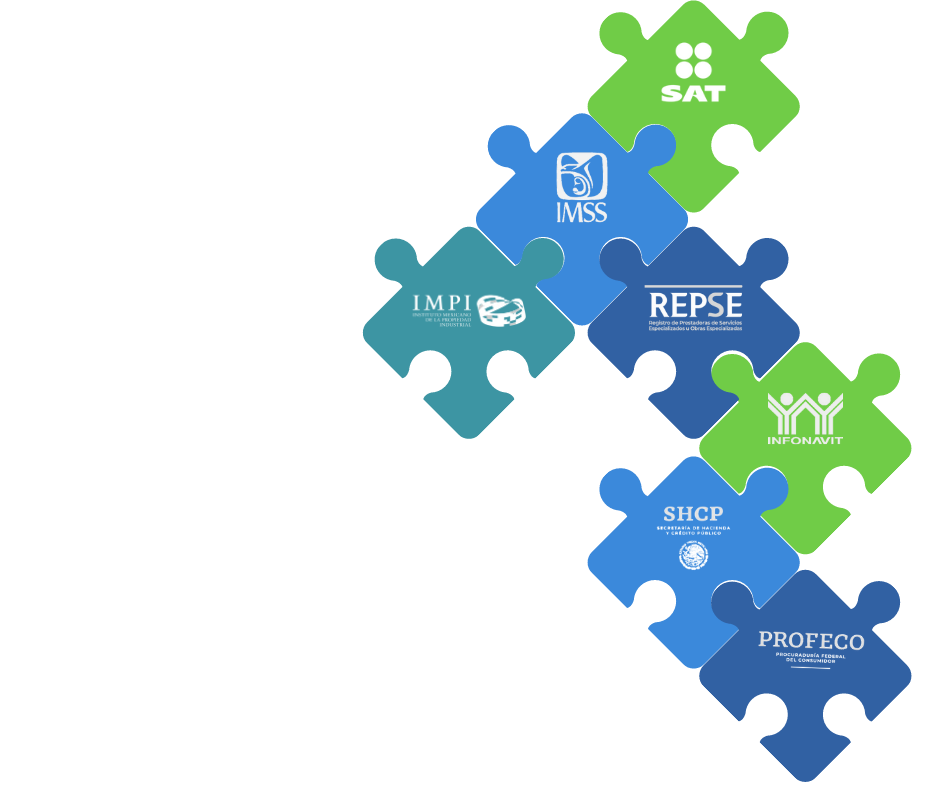 SAT
IMSS
IMPI
INSTITUTO MEXICANO
DE LA PROPIEDAD
INDUSTRIAL
REPSE
Registro de Prestadoras de Servicios
Especializados u Obras Especializadas
INFONAVIT
SHCP
SECRETARÍA DE HACIENDA
Y CRÉDITO PÚBLICO
PROFECO
PROCURADURÍA FEDERAL
DEL CONSUMIDOR